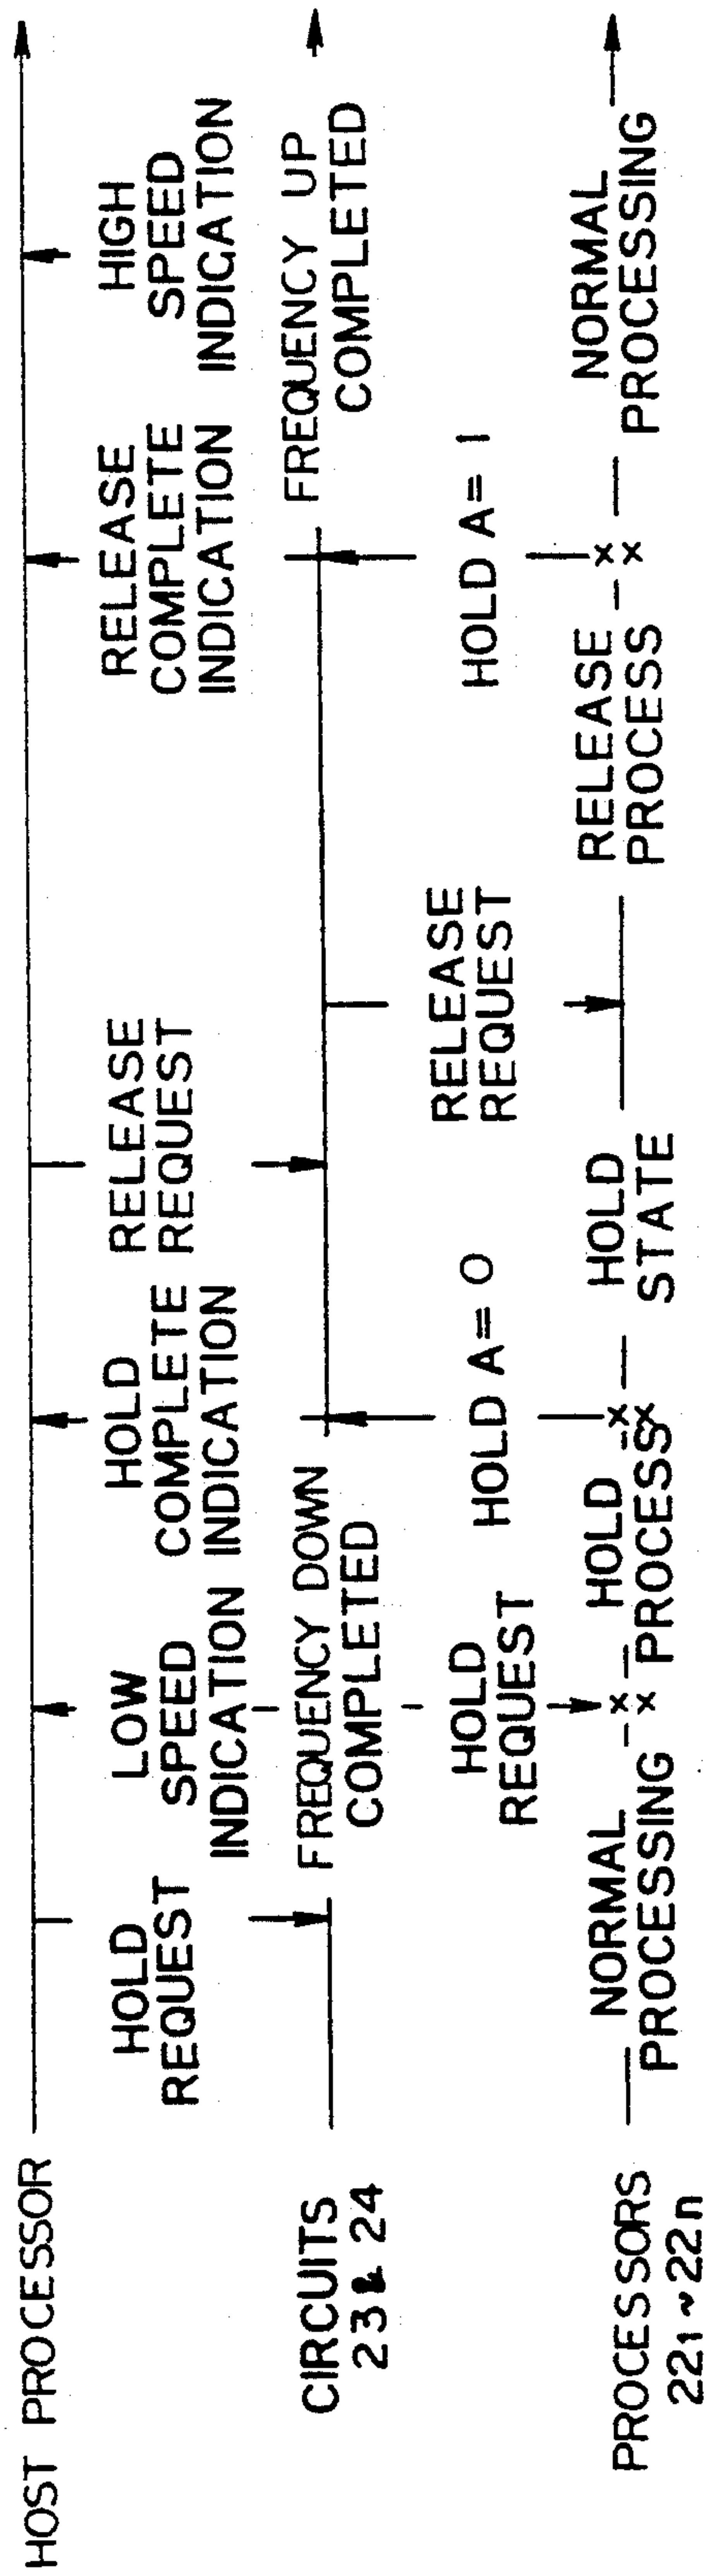 HOST PROCESSOR
HOLD
REQUEST
LOW
SPEED
INDICATION
HOLD
COMPLETE
INDICATION
RELEASE
REQUEST
RELEASE
COMPLETE
INDICATION
HIGH
SPEED
INDICATION
CIRCUITS
23 & 24
FREQUENCY DOWN
COMPLETED
FREQUENCY UP
COMPLETED
HOLD
REQUEST
HOLD A=0
RELEASE
REQUEST
HOLD A=1
PROCESSORS
221~22n
NORMAL
PROCESSING
HOLD
PROCESS
HOLD
STATE
RELEASE
PROCESS
NORMAL
PROCESSING